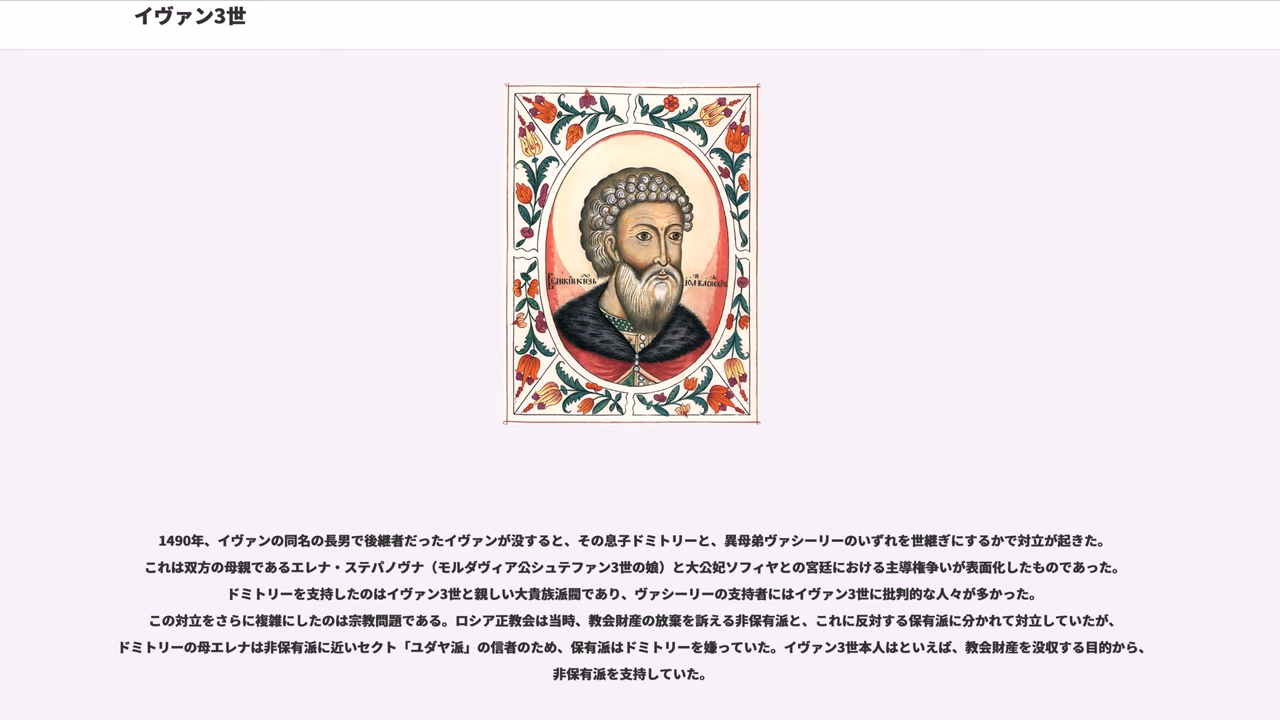 イヴァン3世
1490年、イヴァンの同名の長男で後継者だったイヴァンが没すると、その息子ドミトリーと、異母弟ヴァシーリーのいずれを世継ぎにするかで対立が起きた。
これは双方の母親であるエレナ・ステパノヴナ（モルダヴィア公シュテファン3世の娘）と大公妃ソフィヤとの宮廷における主導権争いが表面化したものであった。
ドミトリーを支持したのはイヴァン3世と親しい大貴族派閥であり、ヴァシーリーの支持者にはイヴァン3世に批判的な人々が多かった。
この対立をさらに複雑にしたのは宗教問題である。ロシア正教会は当時、教会財産の放棄を訴える非保有派と、これに反対する保有派に分かれて対立していたが、
ドミトリーの母エレナは非保有派に近いセクト「ユダヤ派」の信者のため、保有派はドミトリーを嫌っていた。イヴァン3世本人はといえば、教会財産を没収する目的から、
非保有派を支持していた。